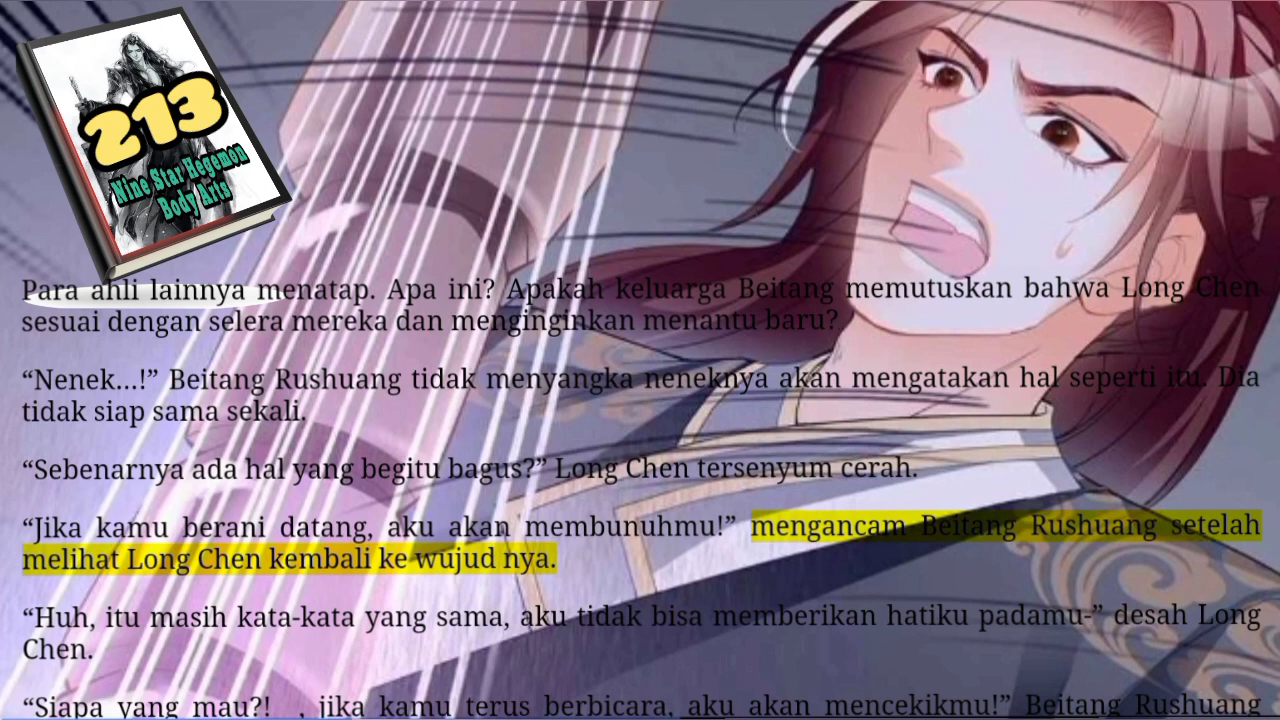 213
Nine Star Hegemon
Body Arts
Para ahli lainnya menatap. Apa ini? Apakah keluarga Beitang memutuskan bahwa Long Chen
sesuai dengan selera mereka dan menginginkan menantu baru?
“Nenek...!” Beitang Rushuang tidak menyangka neneknya akan mengatakan hal seperti itu. Dia
tidak siap sama sekali.
“Sebenarnya ada hal yang begitu bagus?” Long Chen tersenyum cerah.
“Jika kamu berani datang, aku akan membunuhmu!” mengancam Beitang Rushuang setelah
melihat Long Chen kembali ke wujud nya.
“Huh, itu masih kata-kata yang sama, aku tidak bisa memberikan hatiku padamu-” desah Long
Chen.
“Siapa yang mau?! , jika kamu terus berbicara, aku akan mencekikmu!” Beitang Rushuang